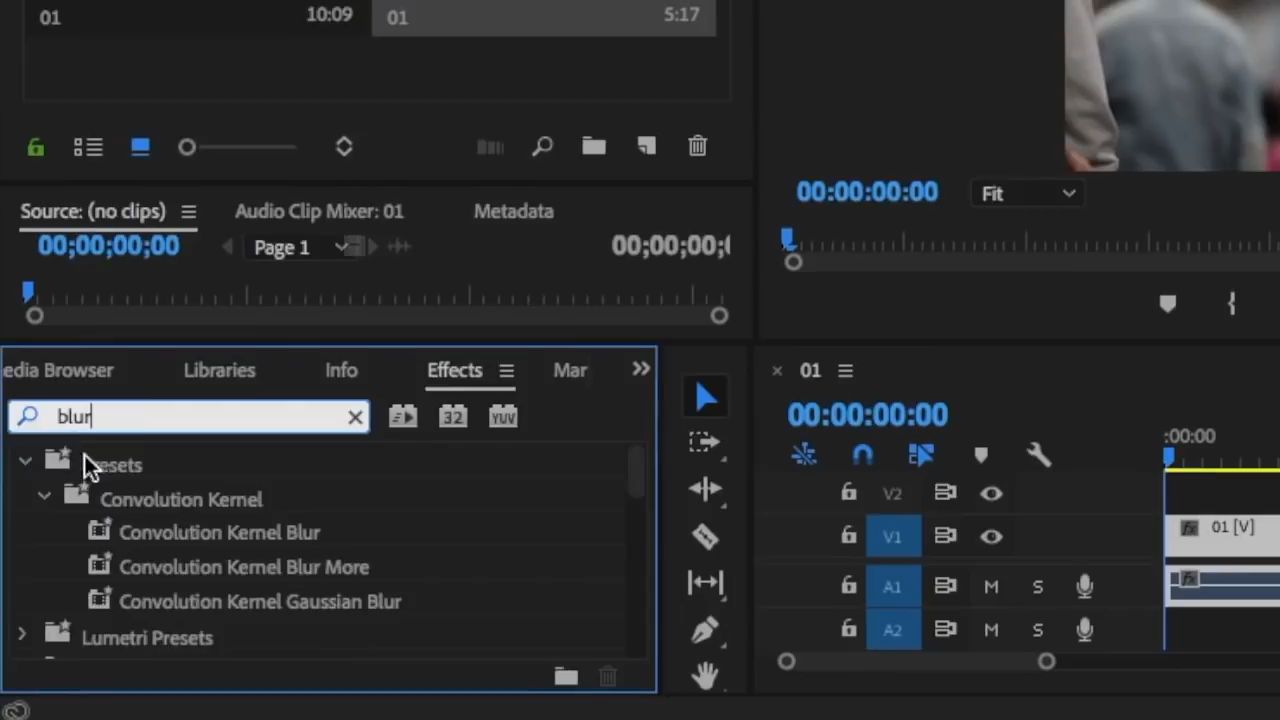 01 10:09 01 5:17
00:00:00:00 Fit
Source: (no clips) Audio Clip Mixer: 01 Metadata
00;00;00;00 Page 1 00;00;00;
edia Browser Libraries Info Effects Mar
blur 32 YUV
esets
Convolution Kernel
Convolution Kernel Blur
Convolution Kernel Blur More
Convolution Kernel Gaussian Blur
Lumetri Presets
01
00:00:00:00
:00:00
V2
V1 fx 01 [V]
A1 M S fx
A2 M S